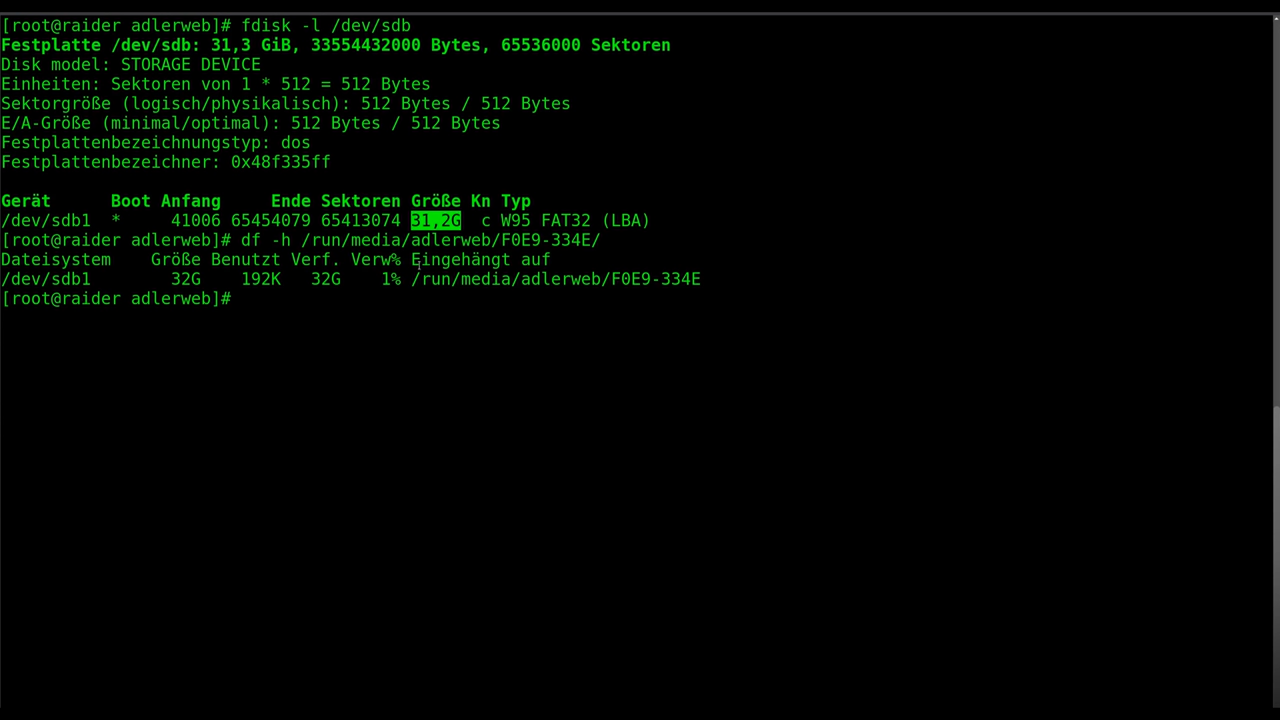 [root@raider adlerweb]# fdisk -l /dev/sdb
Festplatte /dev/sdb: 31,3 GiB, 33554432000 Bytes, 65536000 Sektoren
Disk model: STORAGE DEVICE
Einheiten: Sektoren von 1 * 512 = 512 Bytes
Sektorgröße (logisch/physikalisch): 512 Bytes / 512 Bytes
E/A-Größe (minimal/optimal): 512 Bytes / 512 Bytes
Festplattenbezeichnungstyp: dos
Festplattenbezeichner: 0x48f335ff
Gerät      Boot Anfang     Ende Sektoren Größe Kn Typ
/dev/sdb1  *     41006 65454079 65413074 31,2G  c W95 FAT32 (LBA)
[root@raider adlerweb]# df -h /run/media/adlerweb/F0E9-334E/
Dateisystem    Größe Benutzt Verf. Verw% Eingehängt auf
/dev/sdb1        32G    192K   32G    1% /run/media/adlerweb/F0E9-334E
[root@raider adlerweb]#